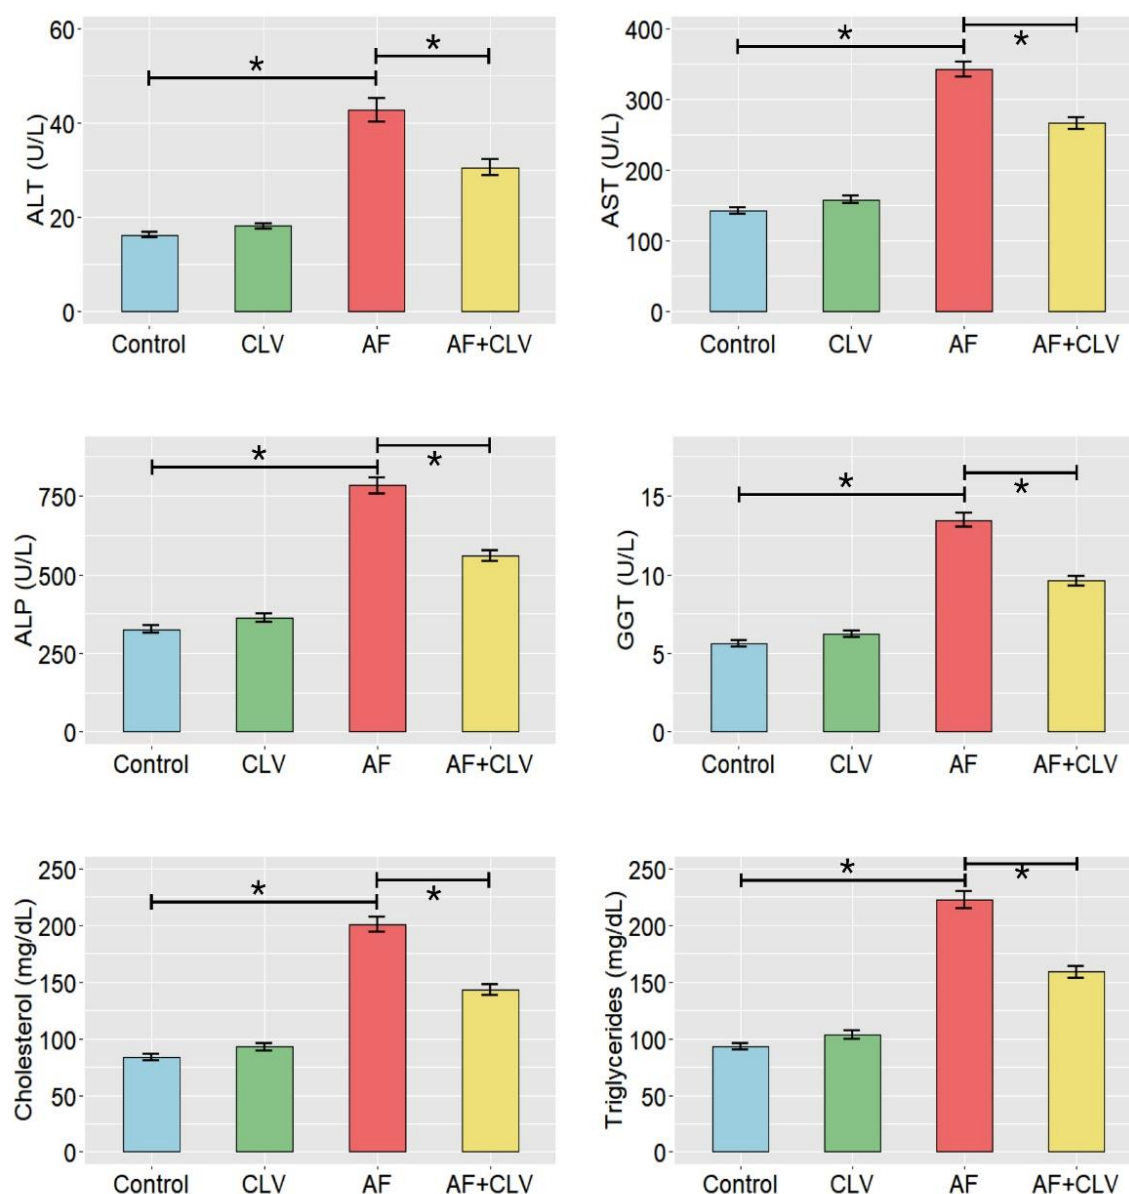 ALT (U/L)
60
40
20
0
Control CLV AF AF+CLV
* *
AST (U/L)
400
300
200
100
0
Control CLV AF AF+CLV
* *
ALP (U/L)
750
500
250
0
Control CLV AF AF+CLV
* *
GGT (U/L)
15
10
5
0
Control CLV AF AF+CLV
* *
Cholesterol (mg/dL)
250
200
150
100
50
0
Control CLV AF AF+CLV
* *
Triglycerides (mg/dL)
250
200
150
100
50
0
Control CLV AF AF+CLV
* *